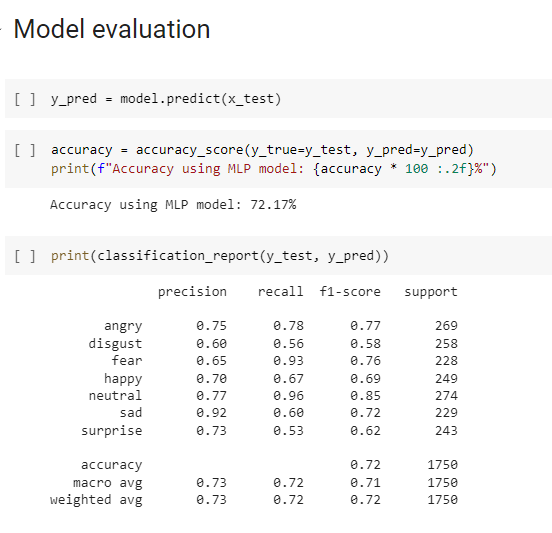 Model evaluation
[ ] y_pred = model.predict(x_test)
[ ] accuracy = accuracy_score(y_true=y_test, y_pred=y_pred)
print(f"Accuracy using MLP model: {accuracy * 100 :.2f}%")
Accuracy using MLP model: 72.17%
[ ] print(classification_report(y_test, y_pred))
precision recall f1-score support
angry 0.75 0.78 0.77 269
disgust 0.60 0.56 0.58 258
fear 0.65 0.93 0.76 228
happy 0.70 0.67 0.69 249
neutral 0.77 0.96 0.85 274
sad 0.92 0.60 0.72 229
surprise 0.73 0.53 0.62 243
accuracy 0.72 1750
macro avg 0.73 0.72 0.71 1750
weighted avg 0.73 0.72 0.72 1750